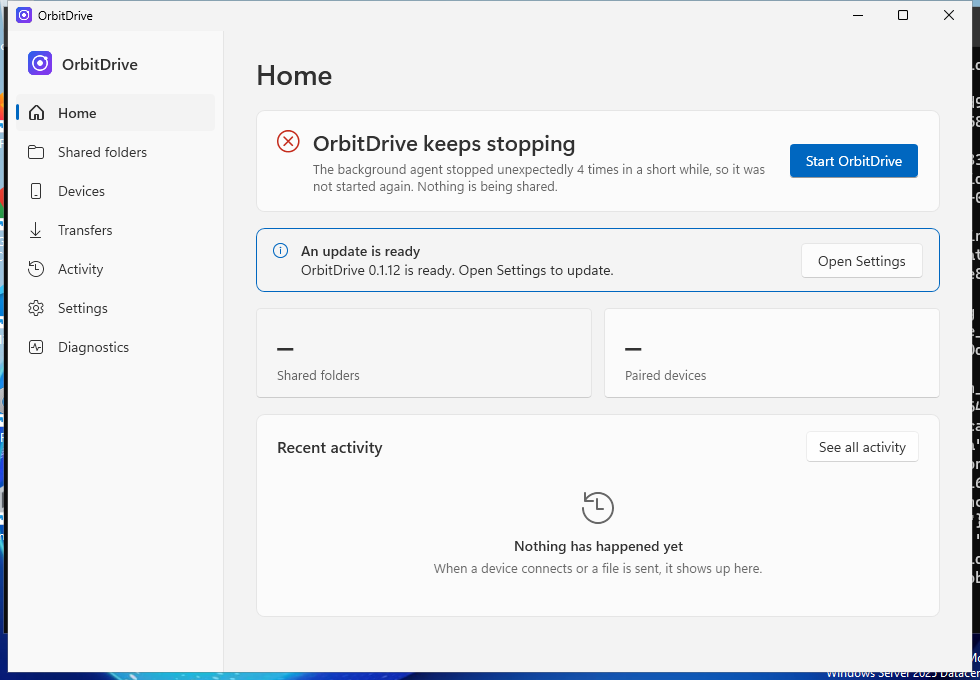 OrbitDrive
OrbitDrive
Home
Shared folders
Devices
Transfers
Activity
Settings
Diagnostics
Home
OrbitDrive keeps stopping
The background agent stopped unexpectedly 4 times in a short while, so it was
not started again. Nothing is being shared.
Start OrbitDrive
An update is ready
OrbitDrive 0.1.12 is ready. Open Settings to update.
Open Settings
—
Shared folders
—
Paired devices
Recent activity
See all activity
Nothing has happened yet
When a device connects or a file is sent, it shows up here.
Windows Server 2025